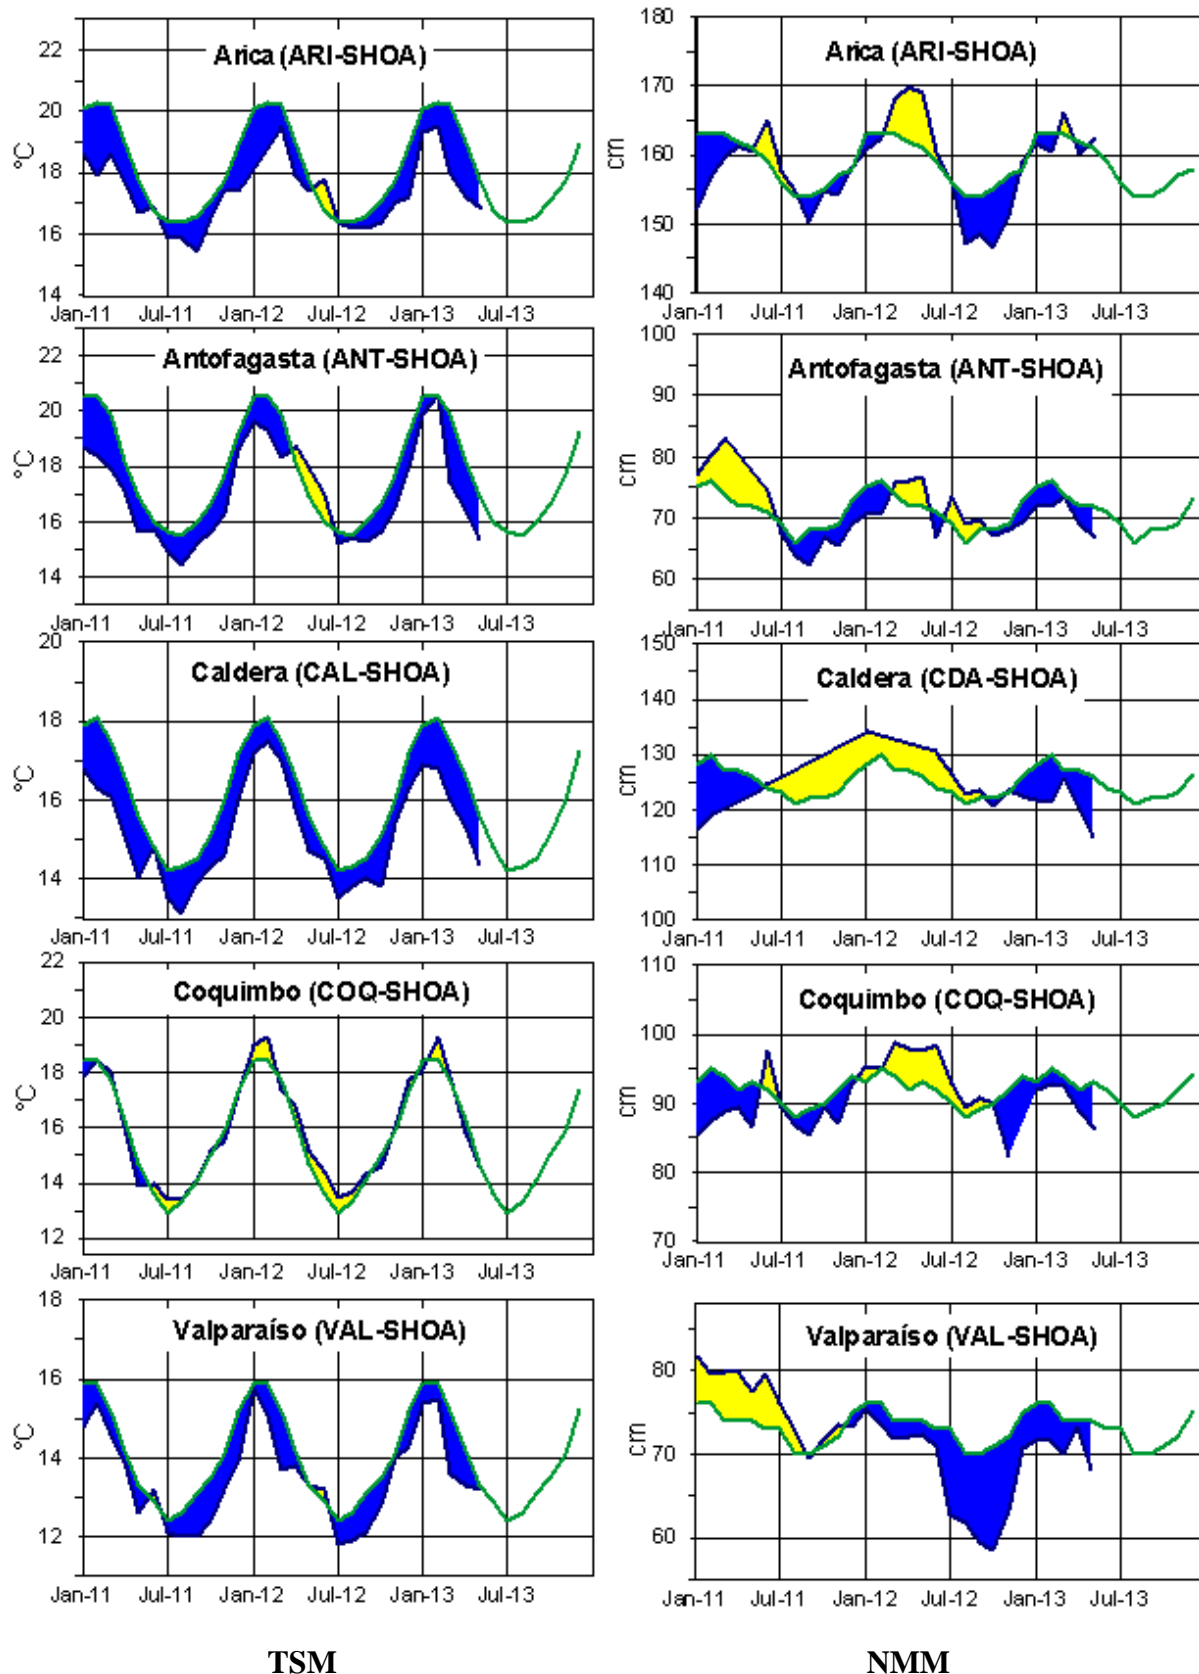 22
20
18
16
14
°C
Arica (ARI-SHOA)
Jan-11 Jul-11 Jan-12 Jul-12 Jan-13 Jul-13
180
170
160
150
140
cm
Arica (ARI-SHOA)
Jan-11 Jul-11 Jan-12 Jul-12 Jan-13 Jul-13
22
20
18
16
14
°C
Antofagasta (ANT-SHOA)
Jan-11 Jul-11 Jan-12 Jul-12 Jan-13 Jul-13
100
90
80
70
60
cm
Antofagasta (ANT-SHOA)
Jan-11 Jul-11 Jan-12 Jul-12 Jan-13 Jul-13
20
18
16
14
°C
Caldera (CAL-SHOA)
Jan-11 Jul-11 Jan-12 Jul-12 Jan-13 Jul-13
150
140
130
120
110
100
cm
Caldera (CDA-SHOA)
Jan-11 Jul-11 Jan-12 Jul-12 Jan-13 Jul-13
22
20
18
16
14
12
°C
Coquimbo (COQ-SHOA)
Jan-11 Jul-11 Jan-12 Jul-12 Jan-13 Jul-13
110
100
90
80
70
cm
Coquimbo (COQ-SHOA)
Jan-11 Jul-11 Jan-12 Jul-12 Jan-13 Jul-13
18
16
14
12
°C
Valparaíso (VAL-SHOA)
Jan-11 Jul-11 Jan-12 Jul-12 Jan-13 Jul-13
80
70
60
cm
Valparaíso (VAL-SHOA)
Jan-11 Jul-11 Jan-12 Jul-12 Jan-13 Jul-13
TSM
NMM